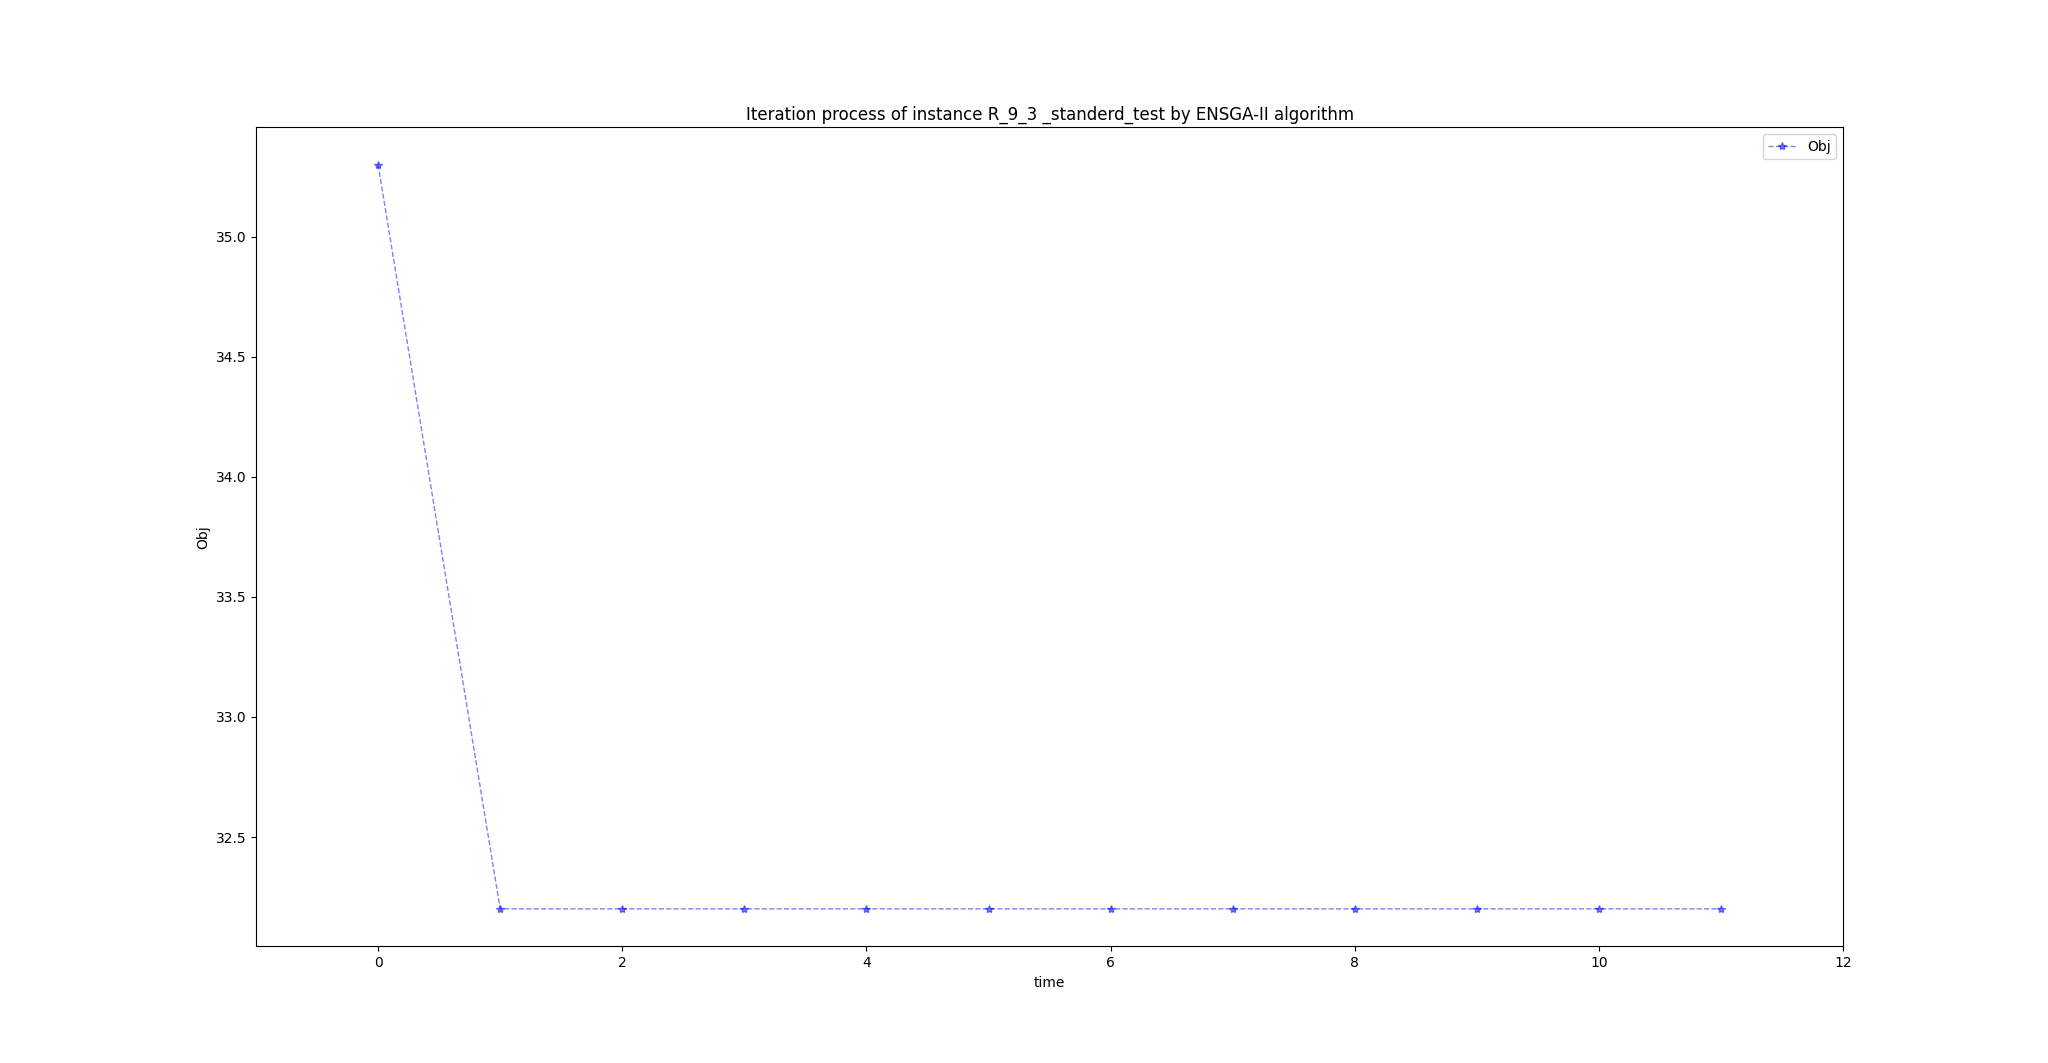 Iteration process of instance R_9_3 _standerd_test by ENSGA-II algorithm
Obj
35.0
34.5
34.0
33.5
33.0
32.5
Obj
0 2 4 6 8 10 12
time